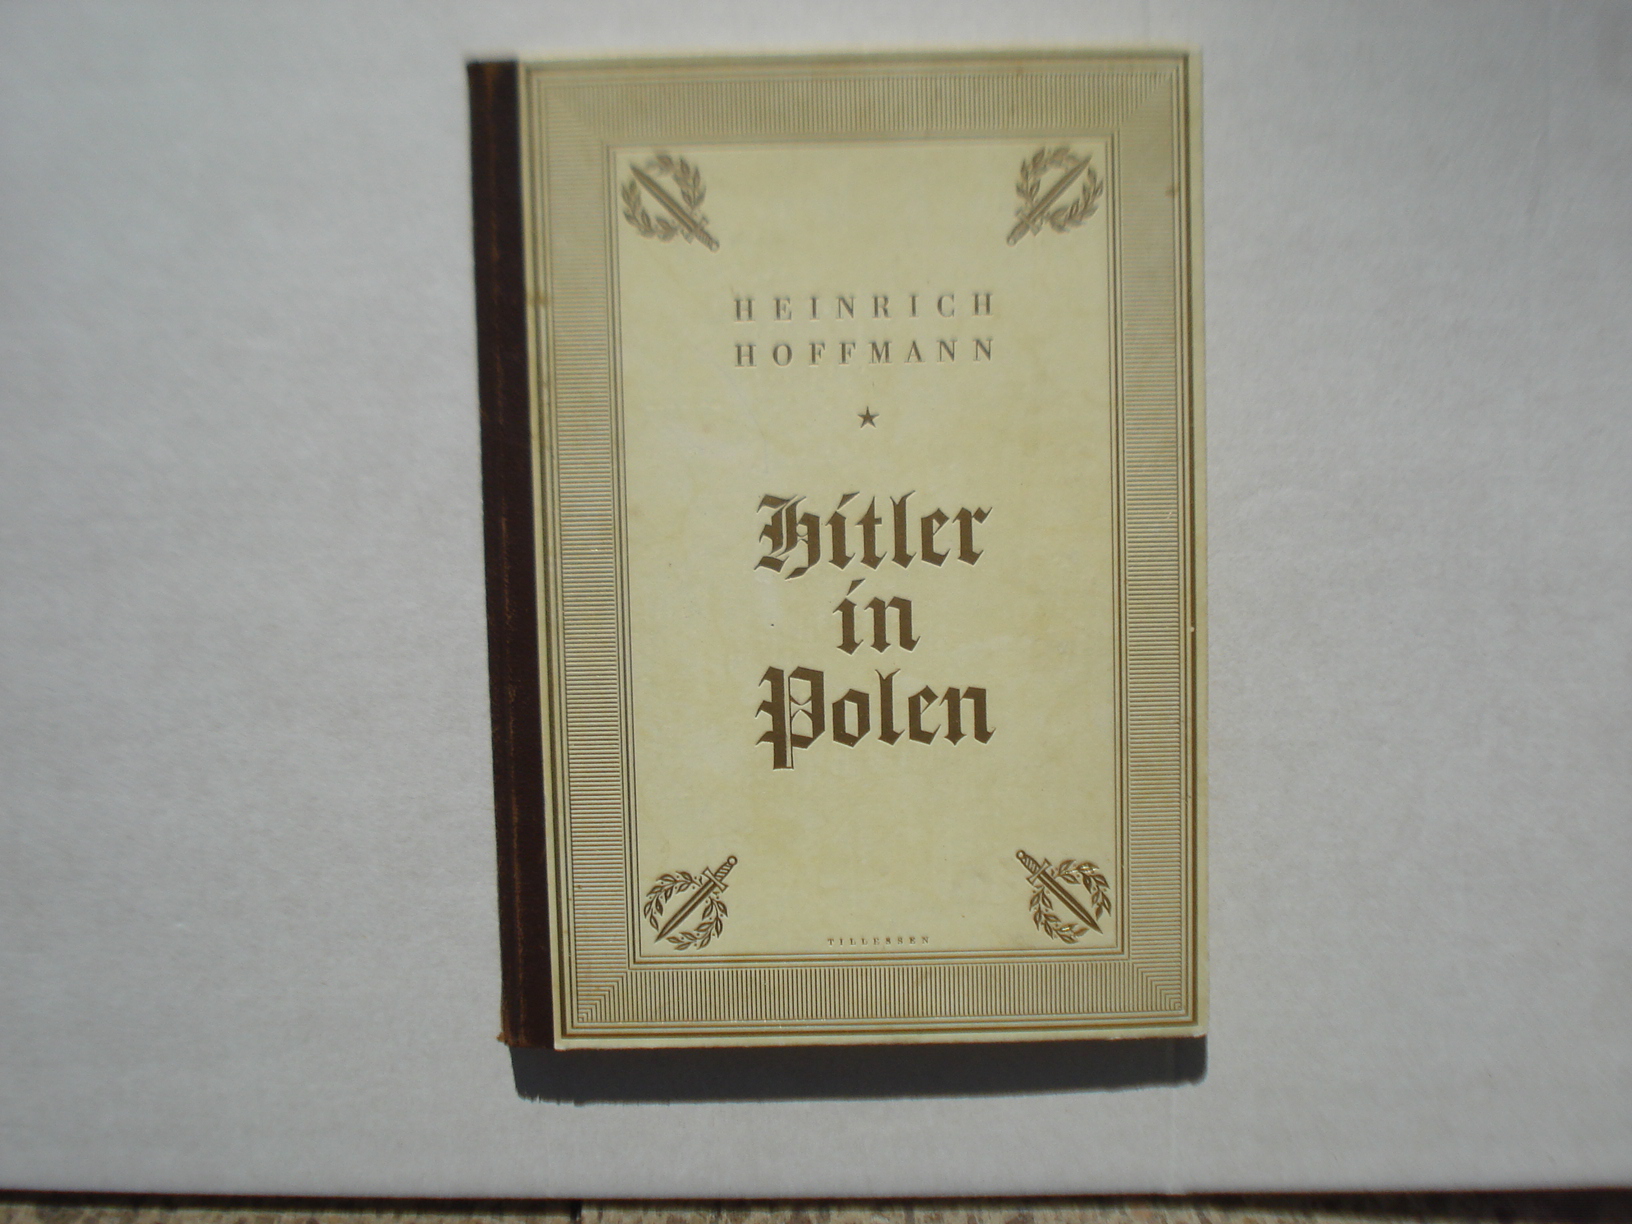 HEINRICH
HOFFMANN
Hitler
in
Polen
TILLESSEN